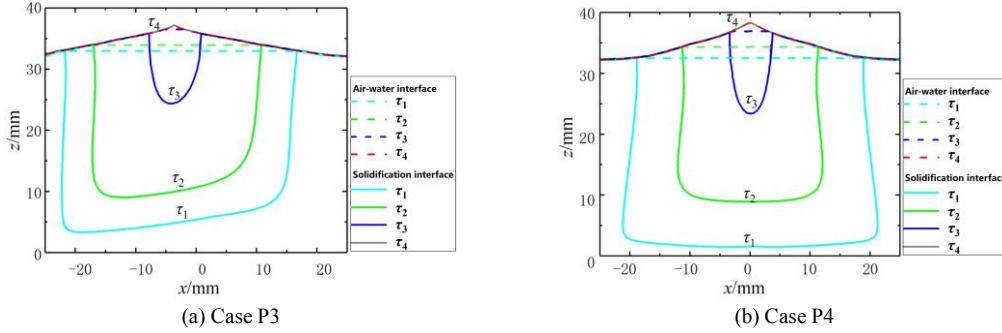 40
30
20
10
0
z/mm
τ4
τ3
τ2
τ1
−20
−10
0
10
20
x/mm
Air-water interface
τ1
τ2
τ3
τ4
Solidification interface
τ1
τ2
τ3
τ4
(a) Case P3
40
30
20
10
0
z/mm
τ4
τ3
τ2
τ1
−20
−10
0
10
20
x/mm
Air-water interface
τ1
τ2
τ3
τ4
Solidification interface
τ1
τ2
τ3
τ4
(b) Case P4